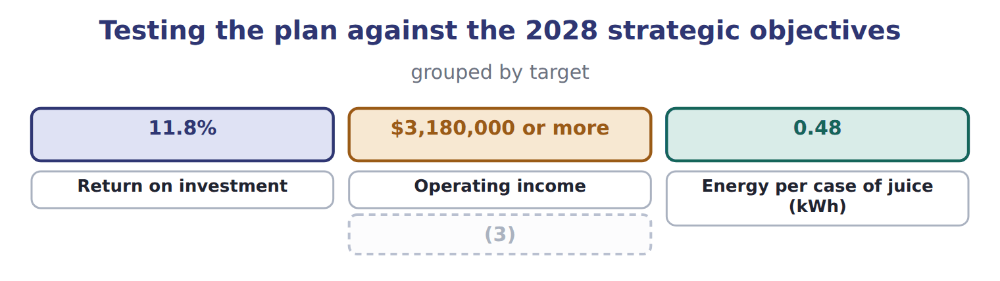 Testing the plan against the 2028 strategic objectives
grouped by target
11.8%
$3,180,000 or more
0.48
Return on investment
Operating income
Energy per case of juice
(kWh)
(3)